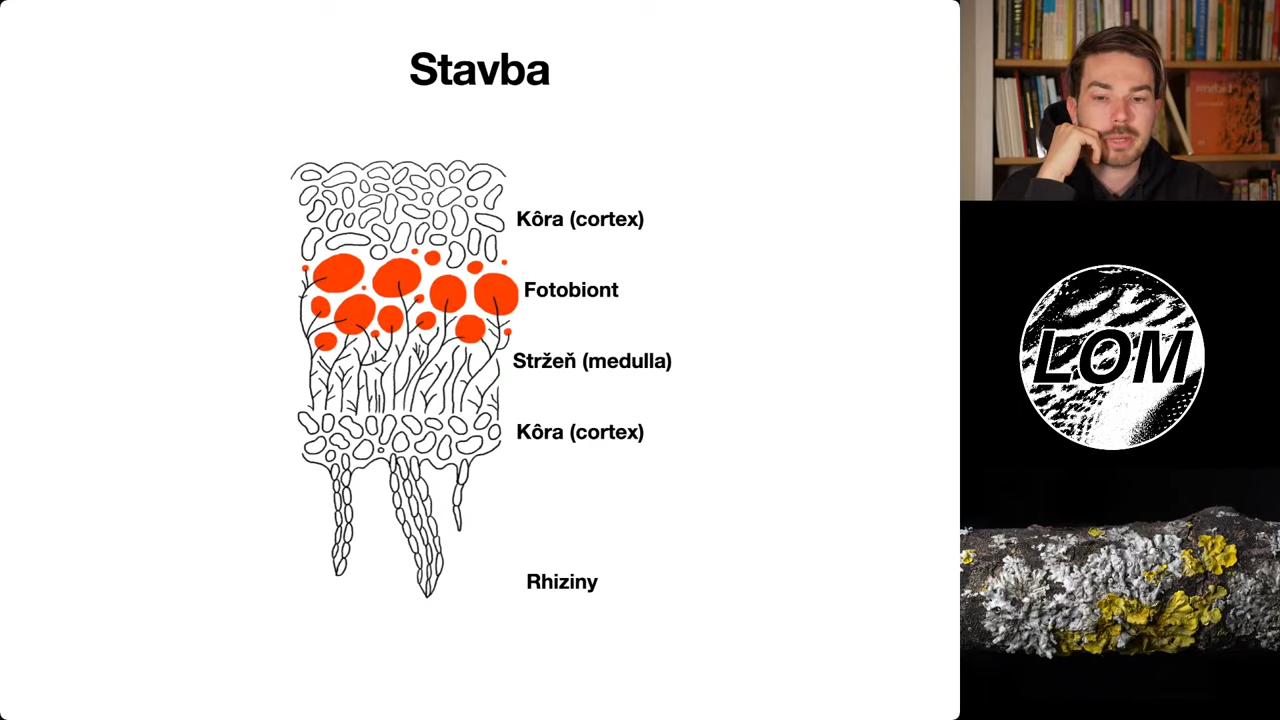 Stavba
Kôra (cortex)
Fotobiont
Stržeň (medulla)
Kôra (cortex)
Rhiziny
LOM